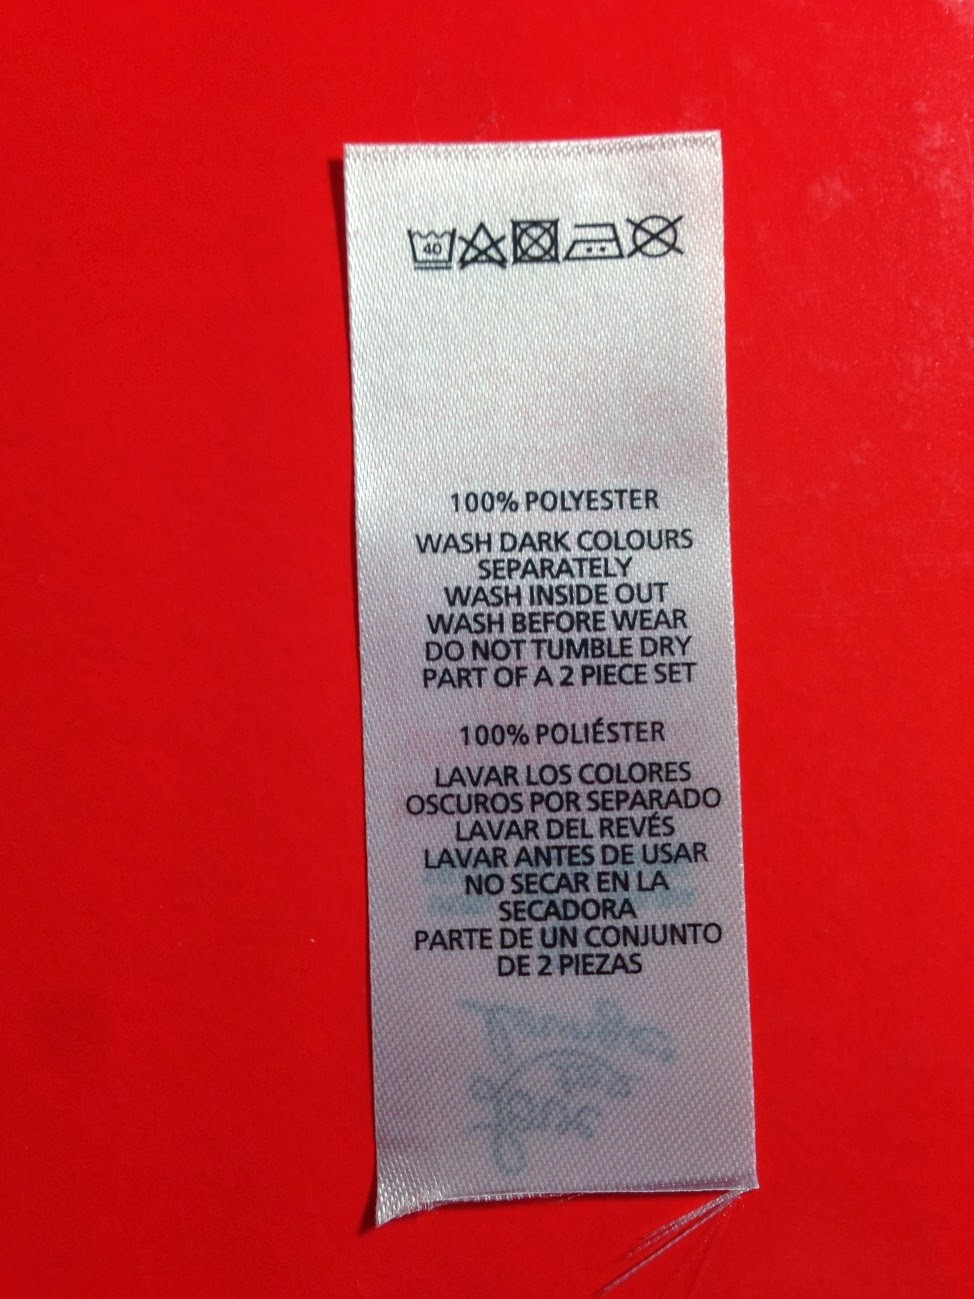 40
100% POLYESTER
WASH DARK COLOURS
SEPARATELY
WASH INSIDE OUT
WASH BEFORE WEAR
DO NOT TUMBLE DRY
PART OF A 2 PIECE SET
100% POLIÉSTER
LAVAR LOS COLORES
OSCUROS POR SEPARADO
LAVAR DEL REVÉS
LAVAR ANTES DE USAR
NO SECAR EN LA
SECADORA
PARTE DE UN CONJUNTO
DE 2 PIEZAS